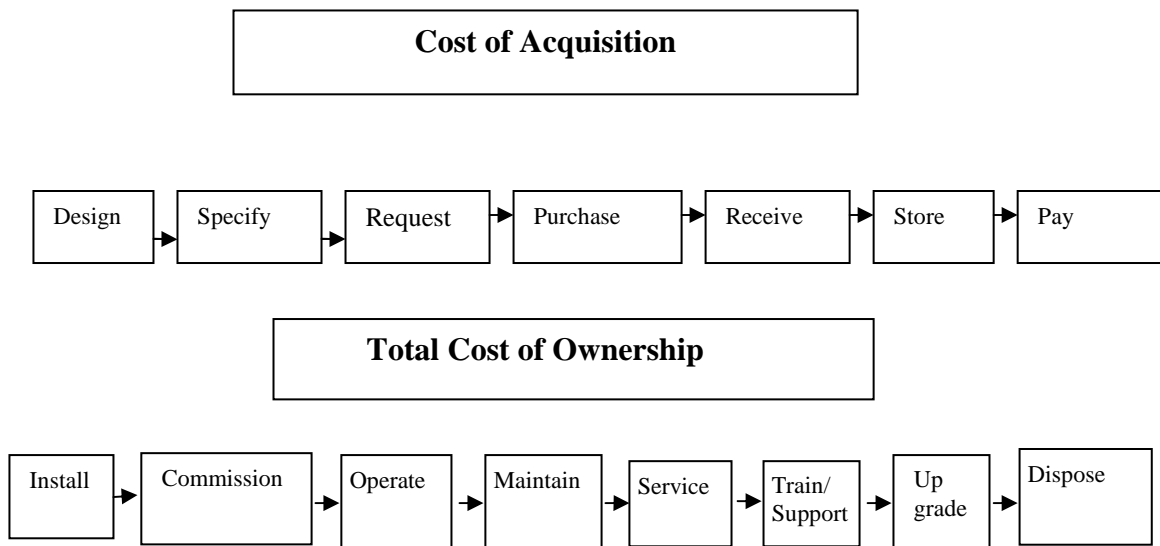 Cost of Acquisition
Design
Specify
Request
Purchase
Receive
Store
Pay
Total Cost of Ownership
Install
Commission
Operate
Maintain
Service
Train/
Support
Up
grade
Dispose